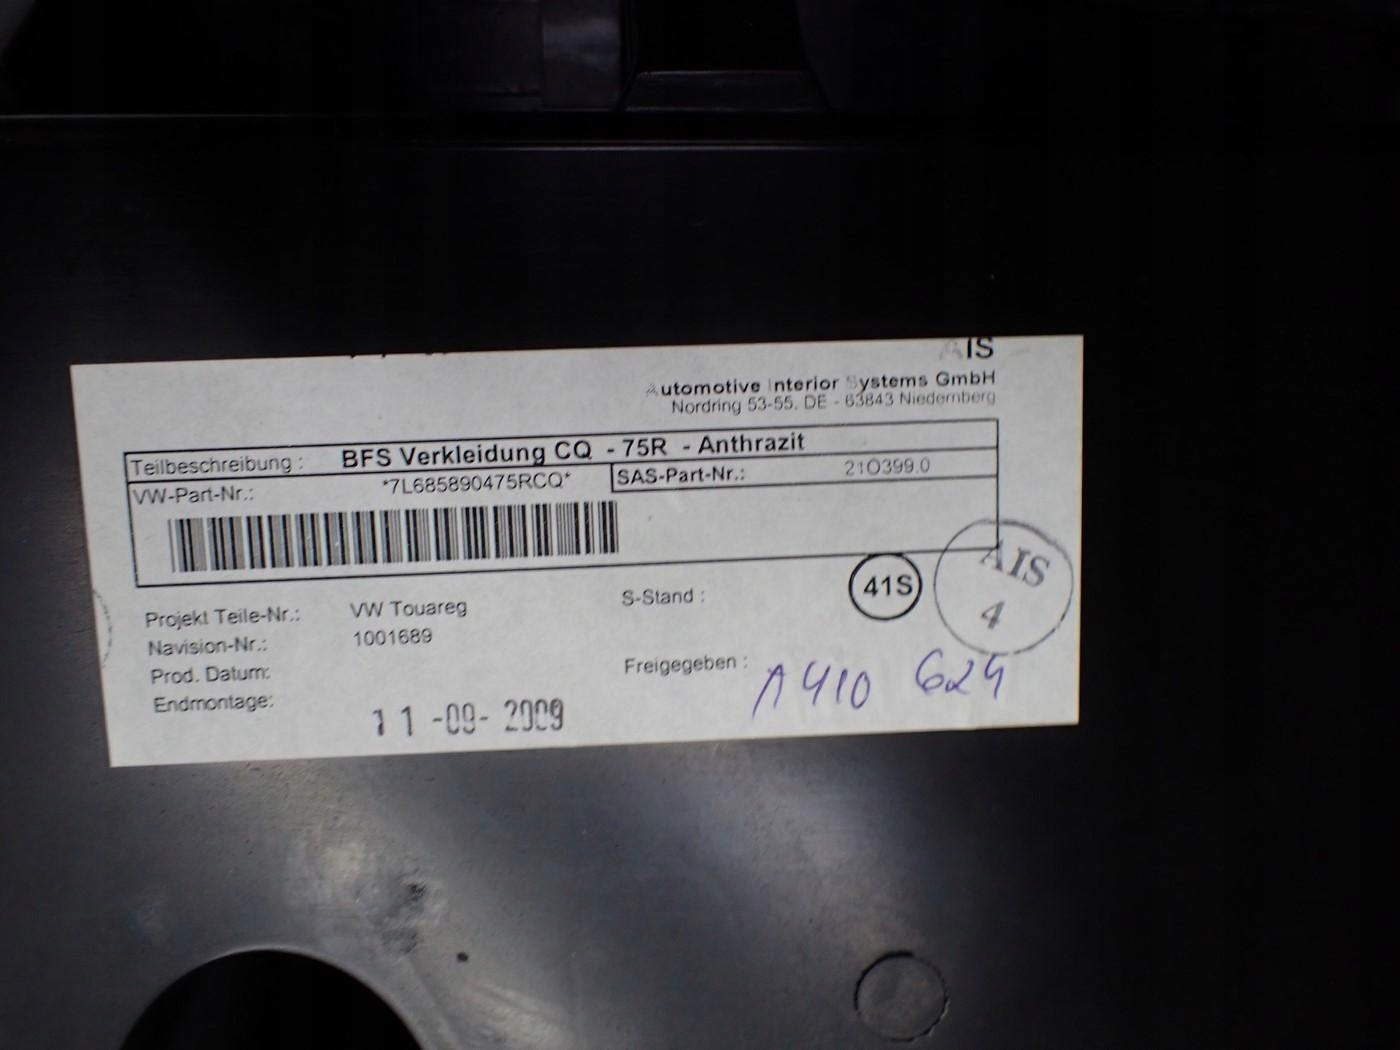 AIS
Automotive Interior Systems GmbH
Nordring 53-55. DE - 63843 Niedernberg
Teilbeschreibung : BFS Verkleidung CQ - 75R - Anthrazit
VW-Part-Nr.: *7L685890475RCQ* SAS-Part-Nr.: 21O399.0
Projekt Teile-Nr.: VW Touareg S-Stand : 41S
AIS
4
Navision-Nr.: 1001689
Prod. Datum: Freigegeben : A410 624
Endmontage: 11-09-2009